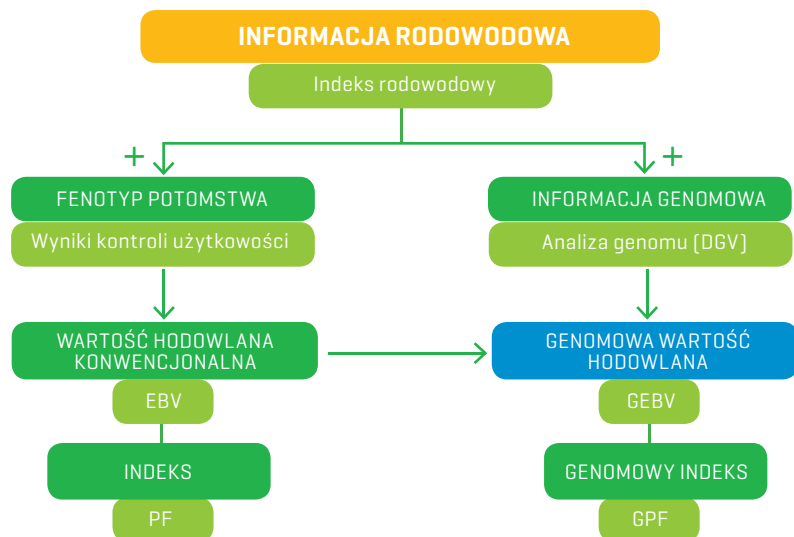 INFORMACJA RODOWODOWA
Indeks rodowodowy
+
+
FENOTYP POTOMSTWA
Wyniki kontroli użytkowości
INFORMACJA GENOMOWA
Analiza genomu (DGV)
WARTOŚĆ HODOWLANA
KONWENCJONALNA
EBV
GENOMOWA WARTOŚĆ
HODOWLANA
GEBV
INDEKS
PF
GENOMOWY INDEKS
GPF